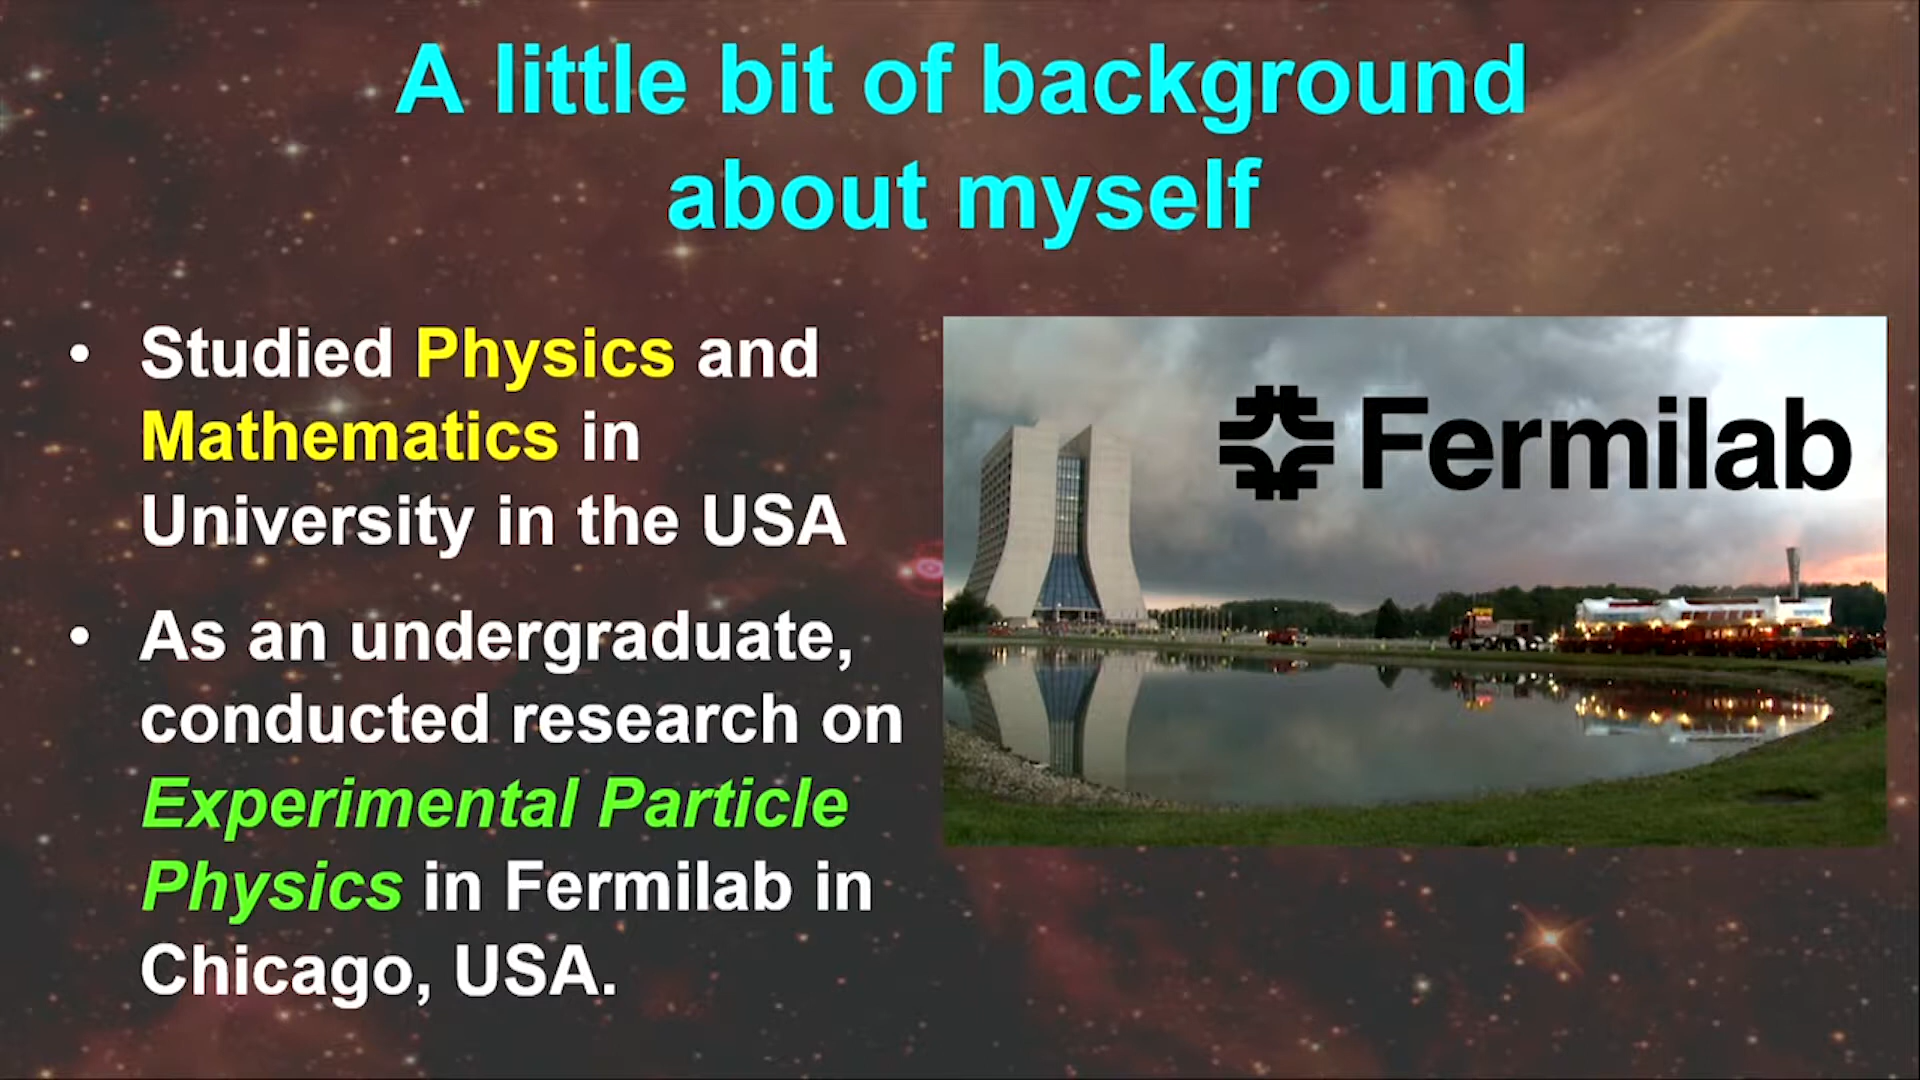 A little bit of background
about myself
• Studied Physics and
Mathematics in
University in the USA
• As an undergraduate,
conducted research on
Experimental Particle
Physics in Fermilab in
Chicago, USA.
Fermilab